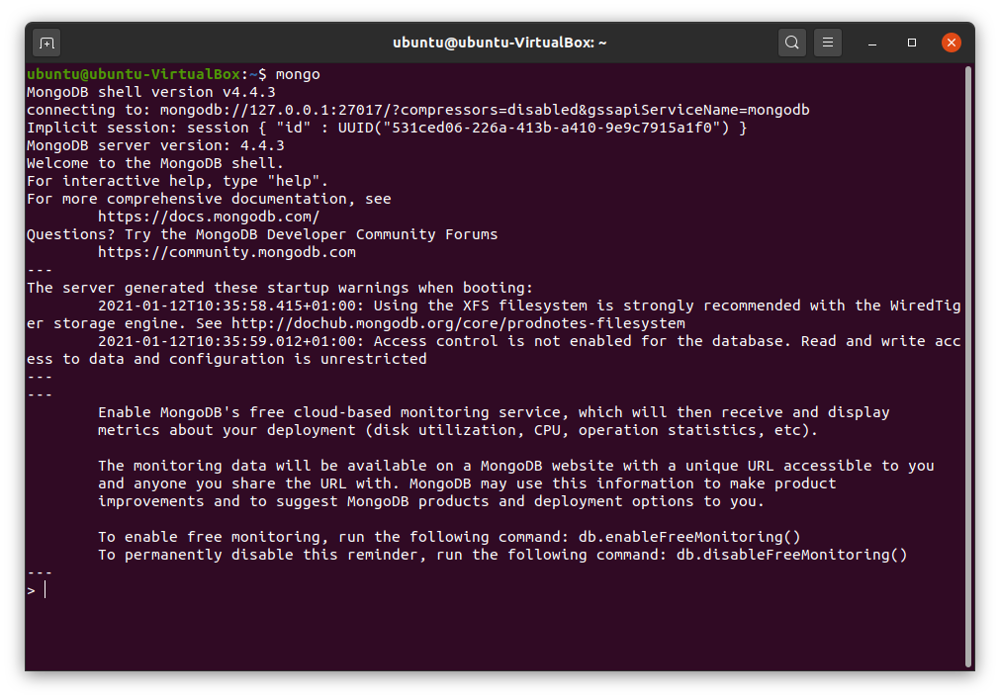 ubuntu@ubuntu-VirtualBox: ~
ubuntu@ubuntu-VirtualBox:~$ mongo
MongoDB shell version v4.4.3
connecting to: mongodb://127.0.0.1:27017/?compressors=disabled&gssapiServiceName=mongodb
Implicit session: session { "id" : UUID("531ced06-226a-413b-a410-9e9c7915a1f0") }
MongoDB server version: 4.4.3
Welcome to the MongoDB shell.
For interactive help, type "help".
For more comprehensive documentation, see
        https://docs.mongodb.com/
Questions? Try the MongoDB Developer Community Forums
        https://community.mongodb.com
---
The server generated these startup warnings when booting:
        2021-01-12T10:35:58.415+01:00: Using the XFS filesystem is strongly recommended with the WiredTig
er storage engine. See http://dochub.mongodb.org/core/prodnotes-filesystem
        2021-01-12T10:35:59.012+01:00: Access control is not enabled for the database. Read and write acc
ess to data and configuration is unrestricted
---
---
        Enable MongoDB's free cloud-based monitoring service, which will then receive and display
        metrics about your deployment (disk utilization, CPU, operation statistics, etc).

        The monitoring data will be available on a MongoDB website with a unique URL accessible to you
        and anyone you share the URL with. MongoDB may use this information to make product
        improvements and to suggest MongoDB products and deployment options to you.

        To enable free monitoring, run the following command: db.enableFreeMonitoring()
        To permanently disable this reminder, run the following command: db.disableFreeMonitoring()
---
>